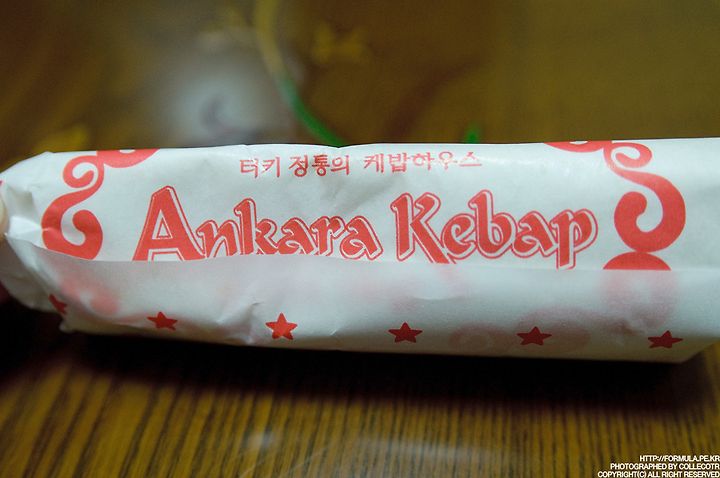 터키 정통의 케밥하우스
Ankara Kebap
HTTP://FORMULA.PE.KR
PHOTOGRAPHED BY COLLECOTR
COPYRIGHT(C) ALL RIGHT RESERVED